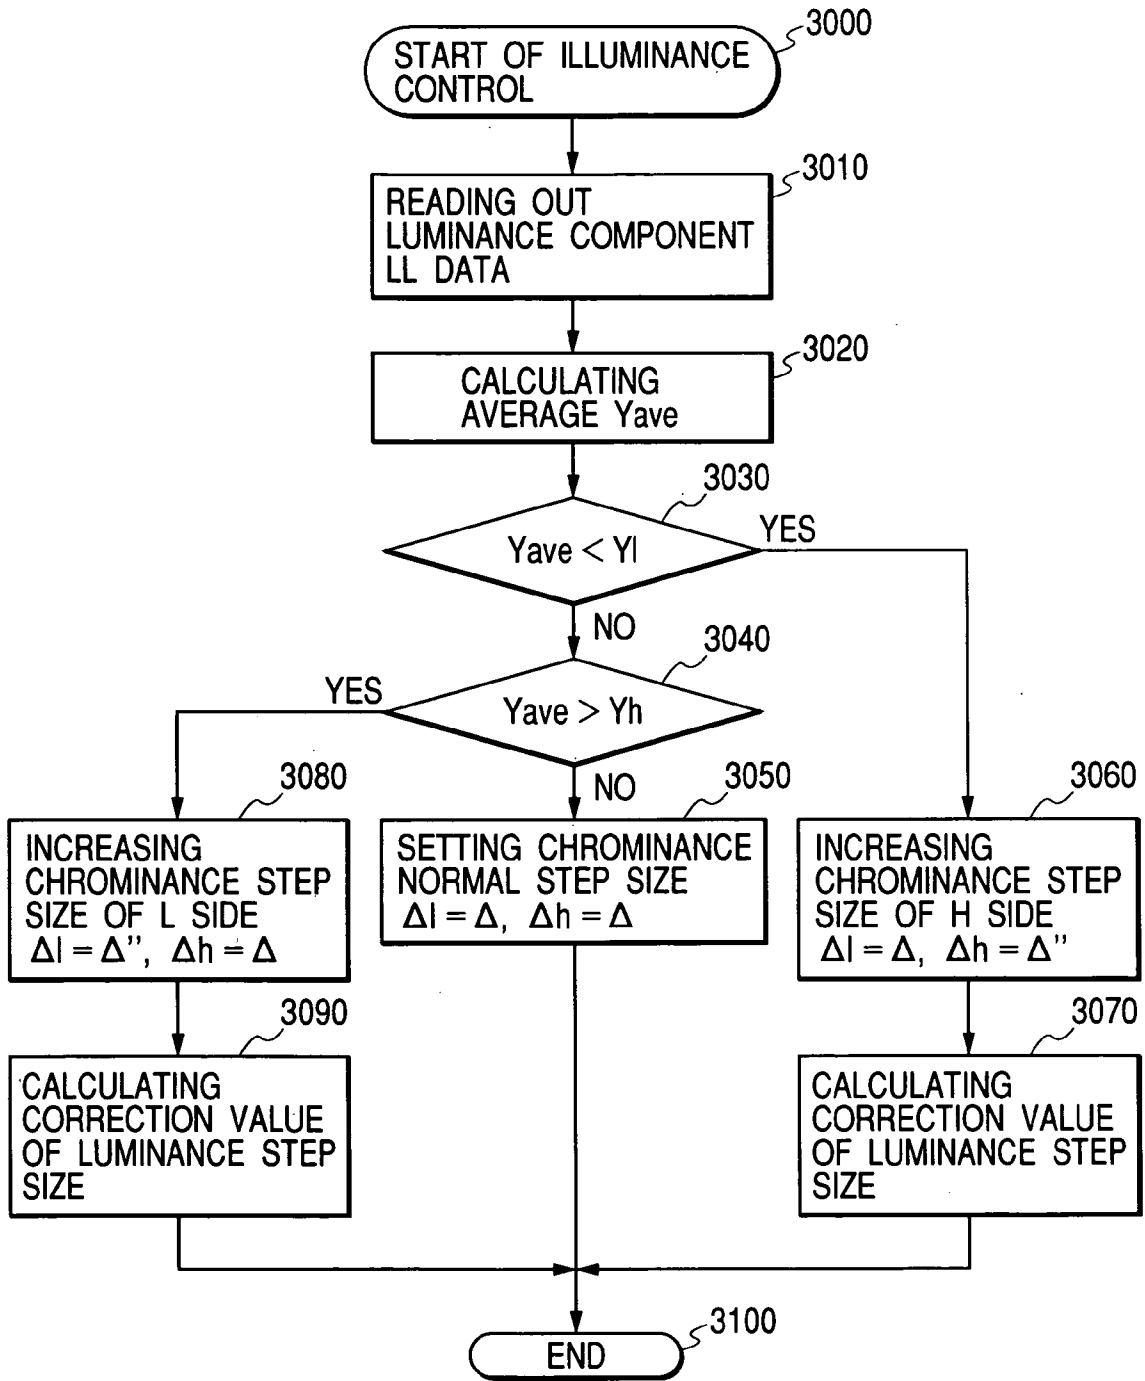 3000
START OF ILLUMINANCE
CONTROL
3010
READING OUT
LUMINANCE COMPONENT
LL DATA
3020
CALCULATING
AVERAGE Yave
3030
Yave < Yl
YES
NO
3040
Yave > Yh
YES
NO
3080
INCREASING
CHROMINANCE STEP
SIZE OF L SIDE
Δl = Δ”, Δh = Δ
3050
SETTING CHROMINANCE
NORMAL STEP SIZE
Δl = Δ, Δh = Δ
3060
INCREASING
CHROMINANCE STEP
SIZE OF H SIDE
Δl = Δ, Δh = Δ”
3090
CALCULATING
CORRECTION VALUE
OF LUMINANCE STEP
SIZE
3070
CALCULATING
CORRECTION VALUE
OF LUMINANCE STEP
SIZE
3100
END